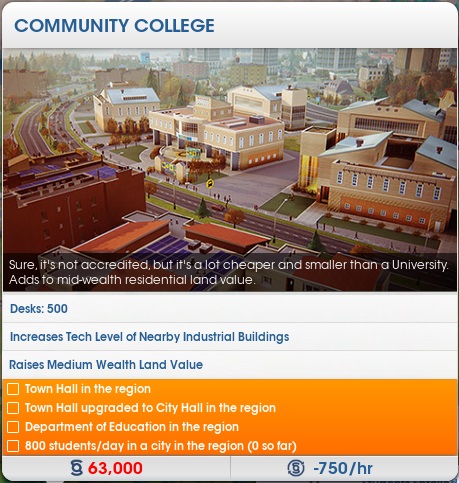 COMMUNITY COLLEGE
Sure, it's not accredited, but it's a lot cheaper and smaller than a University.
Adds to mid-wealth residential land value.
Desks: 500
Increases Tech Level of Nearby Industrial Buildings
Raises Medium Wealth Land Value
Town Hall in the region
Town Hall upgraded to City Hall in the region
Department of Education in the region
800 students/day in a city in the region (0 so far)
63,000 -750/hr